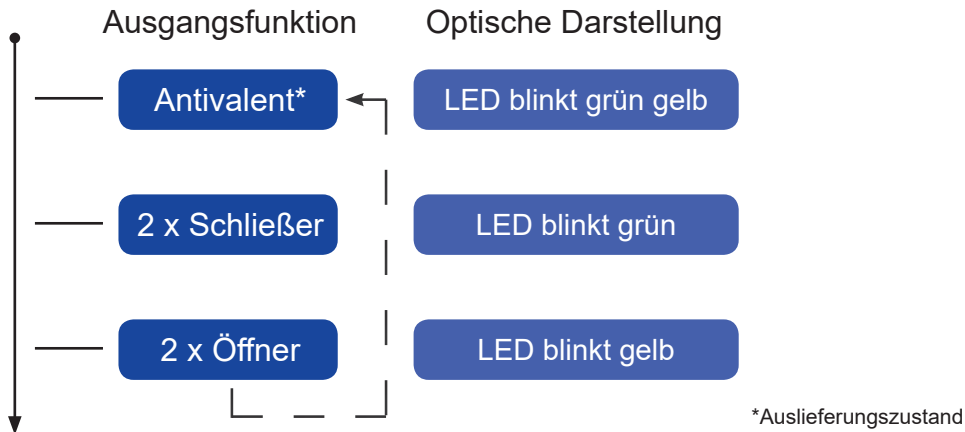 Ausgangsfunktion
Optische Darstellung
Antivalent*
LED blinkt grün gelb
2 x Schließer
LED blinkt grün
2 x Öffner
LED blinkt gelb
*Auslieferungszustand